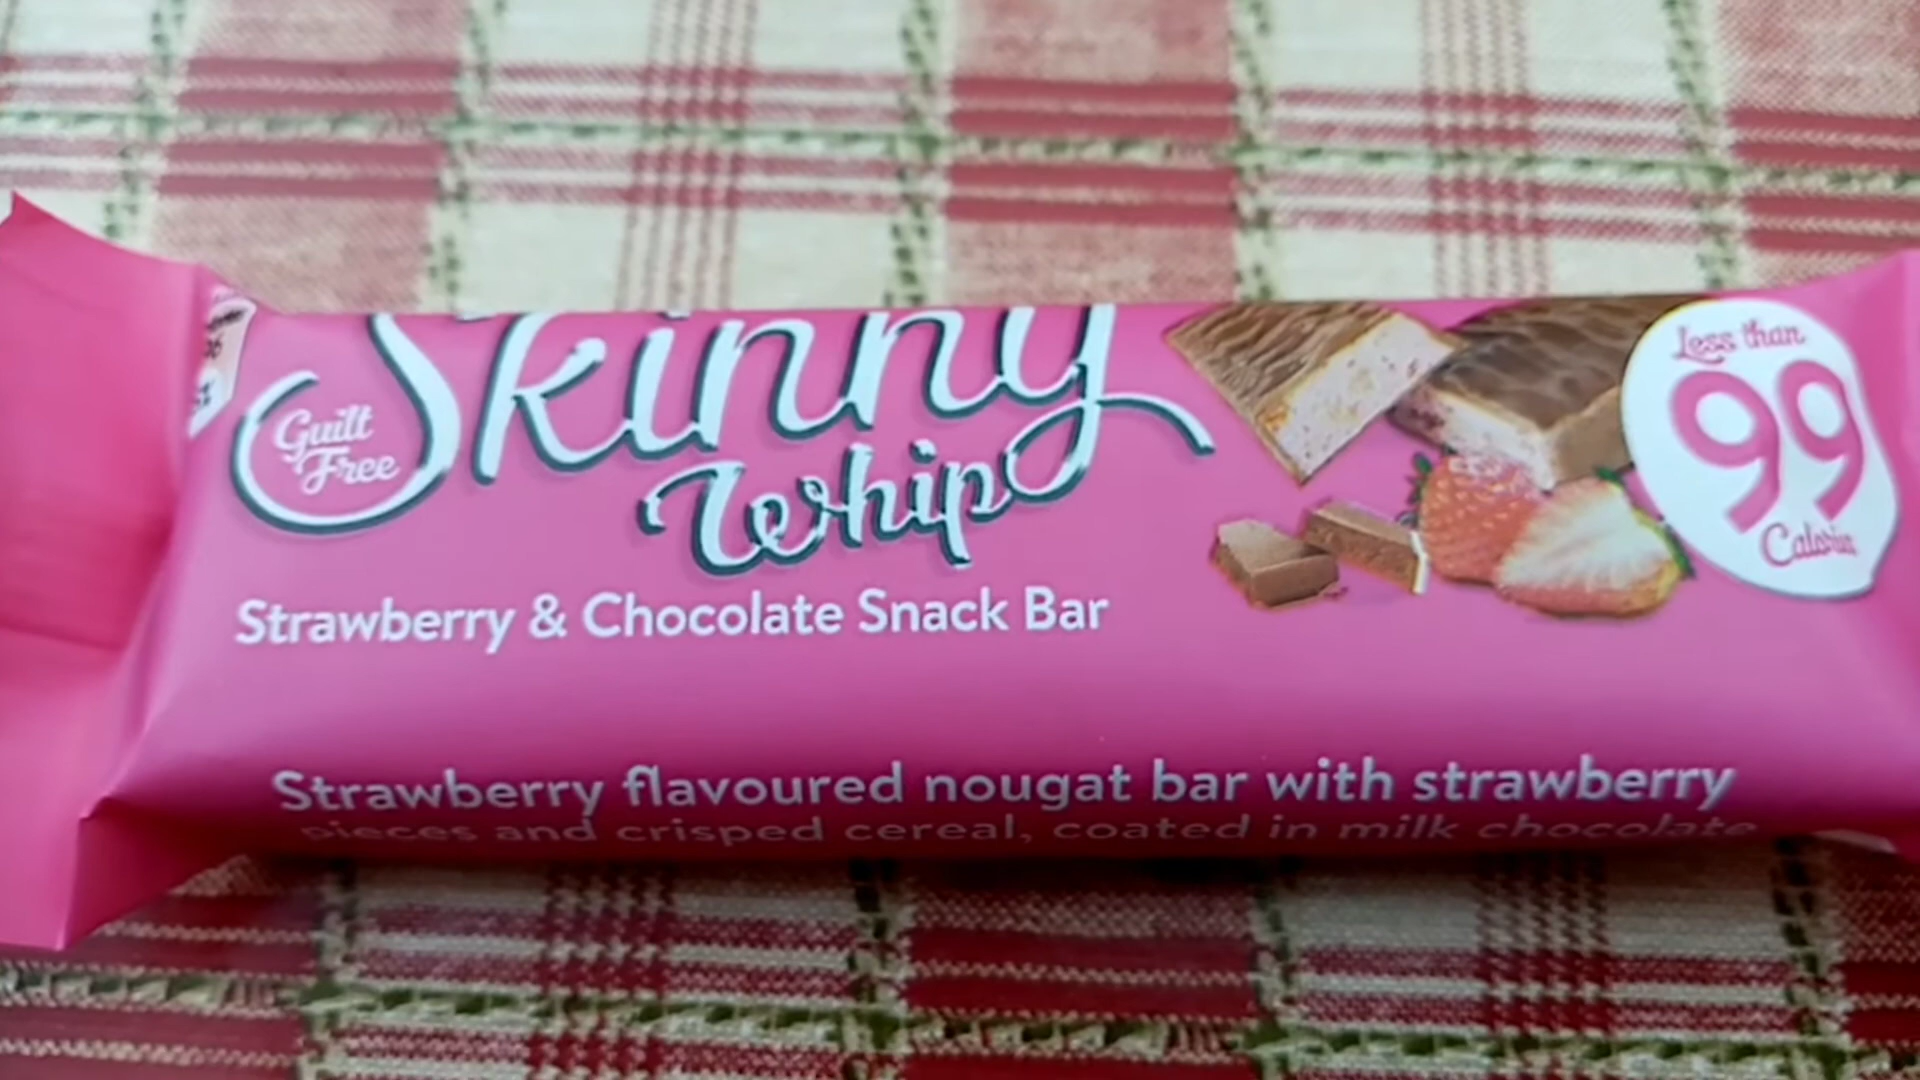 Skinny
Guilt
Free
Whip
Strawberry & Chocolate Snack Bar
Less than
99
Calories
Strawberry flavoured nougat bar with strawberry
pieces and crisped cereal, coated in milk chocolate